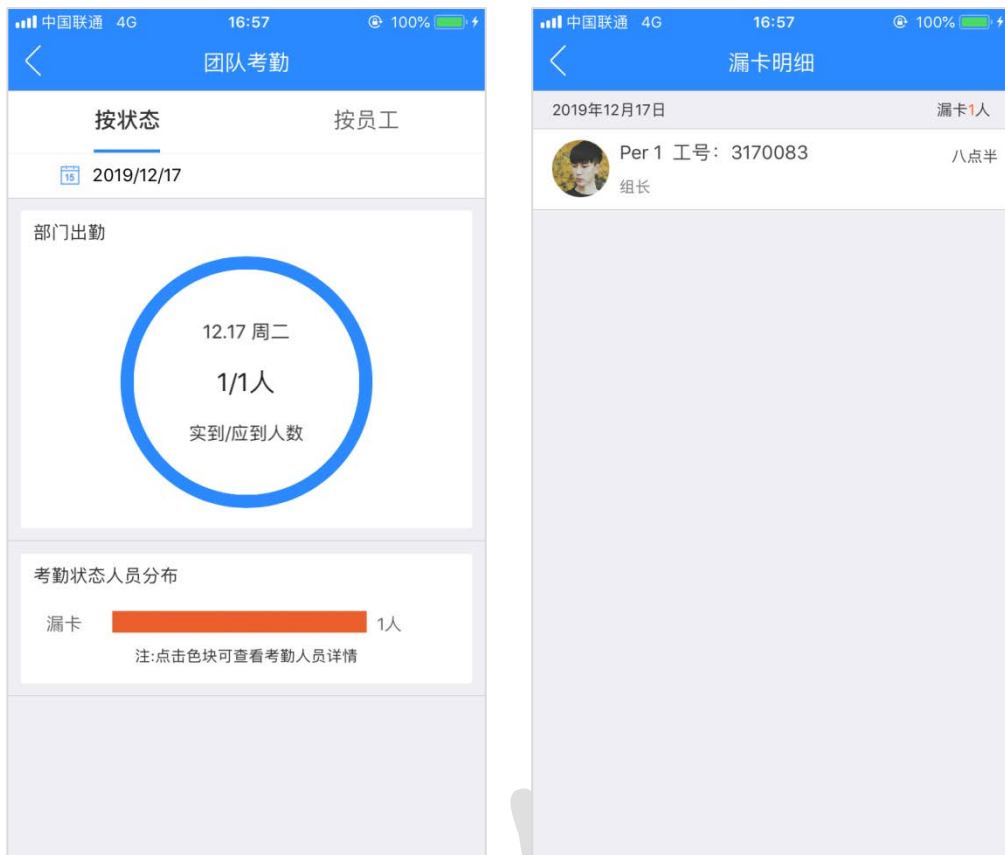 中国联通 4G 16:57 100%
团队考勤
按状态 按员工
15 2019/12/17
部门出勤
12.17 周二
1/1人
实到/应到人数
考勤状态人员分布
漏卡 1人
注:点击色块可查看考勤人员详情
中国联通 4G 16:57 100%
漏卡明细
2019年12月17日 漏卡1人
Per 1 工号：3170083 八点半
组长